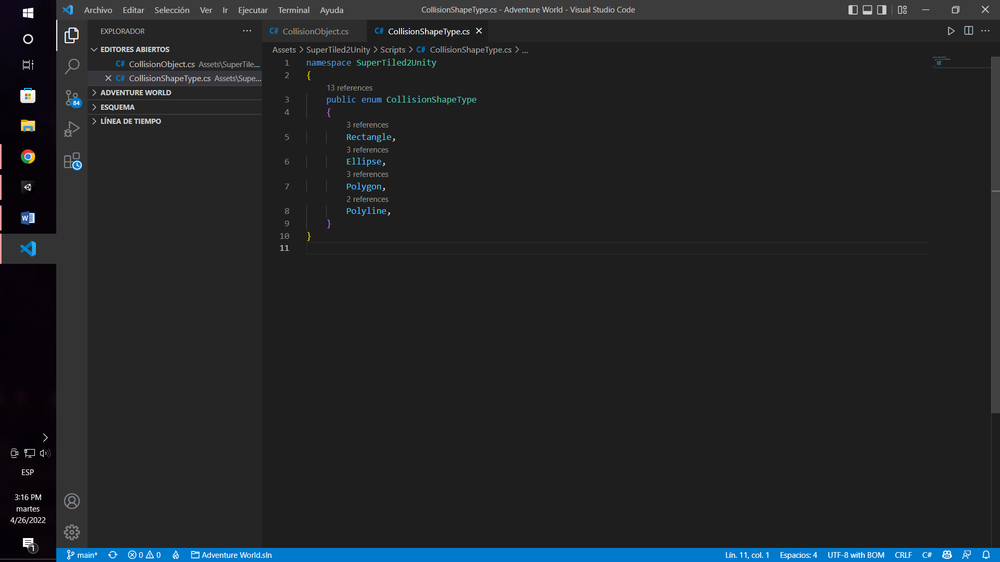 Archivo Editar Selección Ver Ir Ejecutar Terminal Ayuda
CollisionShapeType.cs - Adventure World - Visual Studio Code
EXPLORADOR
EDITORES ABIERTOS
C# CollisionObject.cs Assets\SuperTile...
C# CollisionShapeType.cs Assets\Supe...
ADVENTURE WORLD
ESQUEMA
LÍNEA DE TIEMPO
84
C# CollisionObject.cs
C# CollisionShapeType.cs
Assets > SuperTiled2Unity > Scripts > C# CollisionShapeType.cs > ...
1 namespace SuperTiled2Unity
2 {
13 references
3 public enum CollisionShapeType
4 {
3 references
5 Rectangle,
3 references
6 Ellipse,
3 references
7 Polygon,
2 references
8 Polyline,
9 }
10 }
11
W
ESP
3:16 PM
martes
4/26/2022
1
main* 0 0 Adventure World.sln
Lín. 11, col. 1 Espacios: 4 UTF-8 with BOM CRLF C#